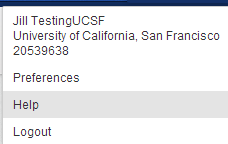 Jill TestingUCSF
University of California, San Francisco
20539638
Preferences
Help
Logout